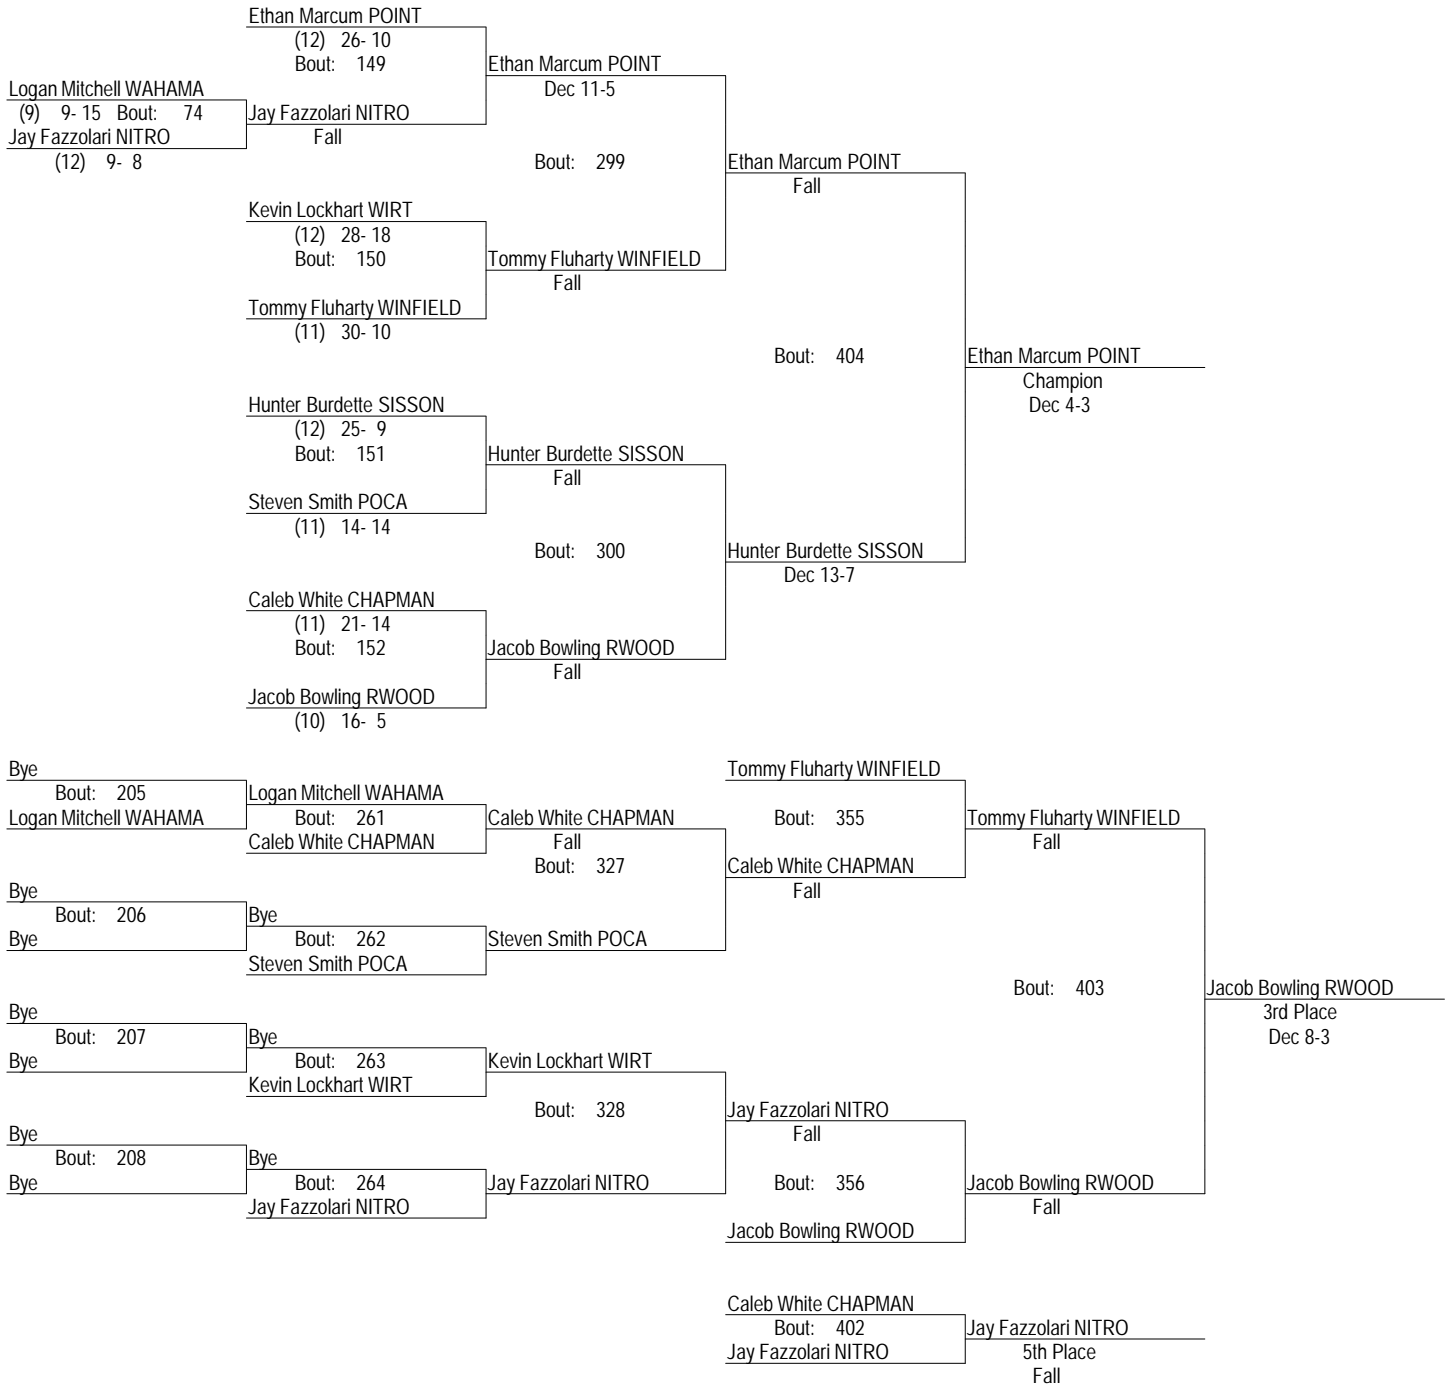 Ethan Marcum POINT
(12) 26- 10
Bout: 149
Ethan Marcum POINT
Dec 11-5
Logan Mitchell WAHAMA
(9) 9- 15 Bout: 74
Jay Fazzolari NITRO
Jay Fazzolari NITRO
Fall
(12) 9- 8
Bout: 299
Ethan Marcum POINT
Fall
Kevin Lockhart WIRT
(12) 28- 18
Bout: 150
Tommy Fluharty WINFIELD
Fall
Tommy Fluharty WINFIELD
(11) 30- 10
Bout: 404
Ethan Marcum POINT
Champion
Dec 4-3
Hunter Burdette SISSON
(12) 25- 9
Bout: 151
Hunter Burdette SISSON
Fall
Steven Smith POCA
(11) 14- 14
Bout: 300
Hunter Burdette SISSON
Dec 13-7
Caleb White CHAPMAN
(11) 21- 14
Bout: 152
Jacob Bowling RWOOD
Fall
Jacob Bowling RWOOD
(10) 16- 5
Bye
Bout: 205
Logan Mitchell WAHAMA
Logan Mitchell WAHAMA
Bout: 261
Caleb White CHAPMAN
Caleb White CHAPMAN
Fall
Bout: 327
Tommy Fluharty WINFIELD
Bout: 355
Caleb White CHAPMAN
Fall
Tommy Fluharty WINFIELD
Fall
Bye
Bout: 206
Bye
Bye
Bout: 262
Steven Smith POCA
Steven Smith POCA
Bout: 403
Jacob Bowling RWOOD
3rd Place
Dec 8-3
Bye
Bout: 207
Bye
Bye
Bout: 263
Kevin Lockhart WIRT
Kevin Lockhart WIRT
Bout: 328
Jay Fazzolari NITRO
Fall
Bye
Bout: 208
Bye
Bye
Bout: 264
Jay Fazzolari NITRO
Jay Fazzolari NITRO
Bout: 356
Jacob Bowling RWOOD
Jacob Bowling RWOOD
Fall
Caleb White CHAPMAN
Bout: 402
Jay Fazzolari NITRO
Jay Fazzolari NITRO
5th Place
Fall